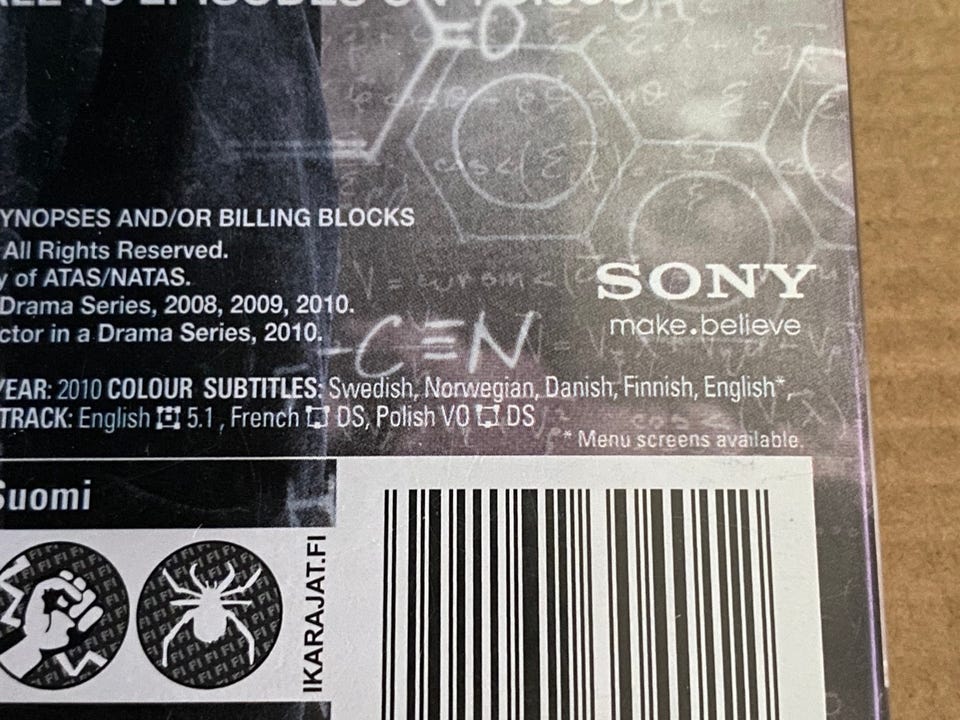 YNOPSES AND/OR BILLING BLOCKS
All Rights Reserved.
y of ATAS/NATAS.
Drama Series, 2008, 2009, 2010.
ctor in a Drama Series, 2010.
SONY
make.believe
C≡N
YEAR: 2010 COLOUR SUBTITLES: Swedish, Norwegian, Danish, Finnish, English*,
TRACK: English 5.1, French DS, Polish VO DS
* Menu screens available.
Suomi
IKARAJAT.FI